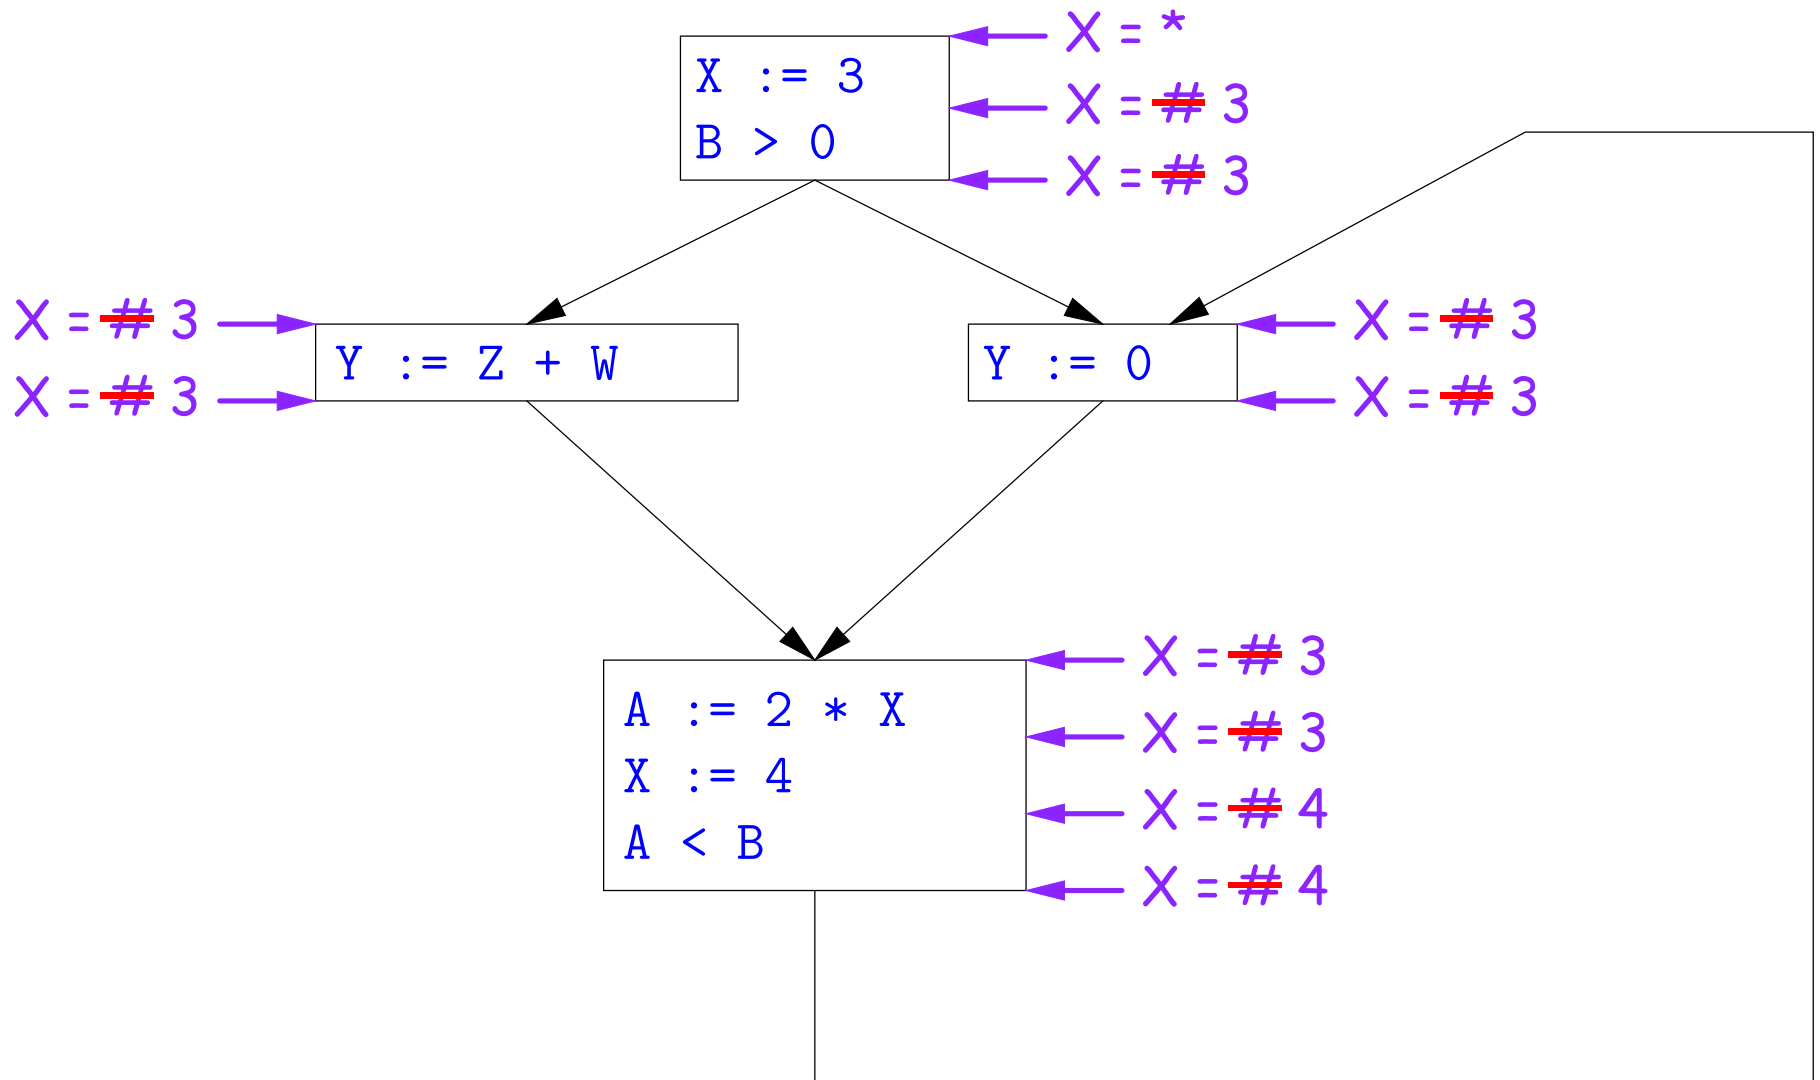 X = *
X := 3
X = # 3
B > 0
X = # 3
X = # 3
X = # 3
Y := Z + W
Y := 0
X = # 3
X = # 3
X = # 3
A := 2 * X
X = # 3
X := 4
X = # 4
A < B
X = # 4